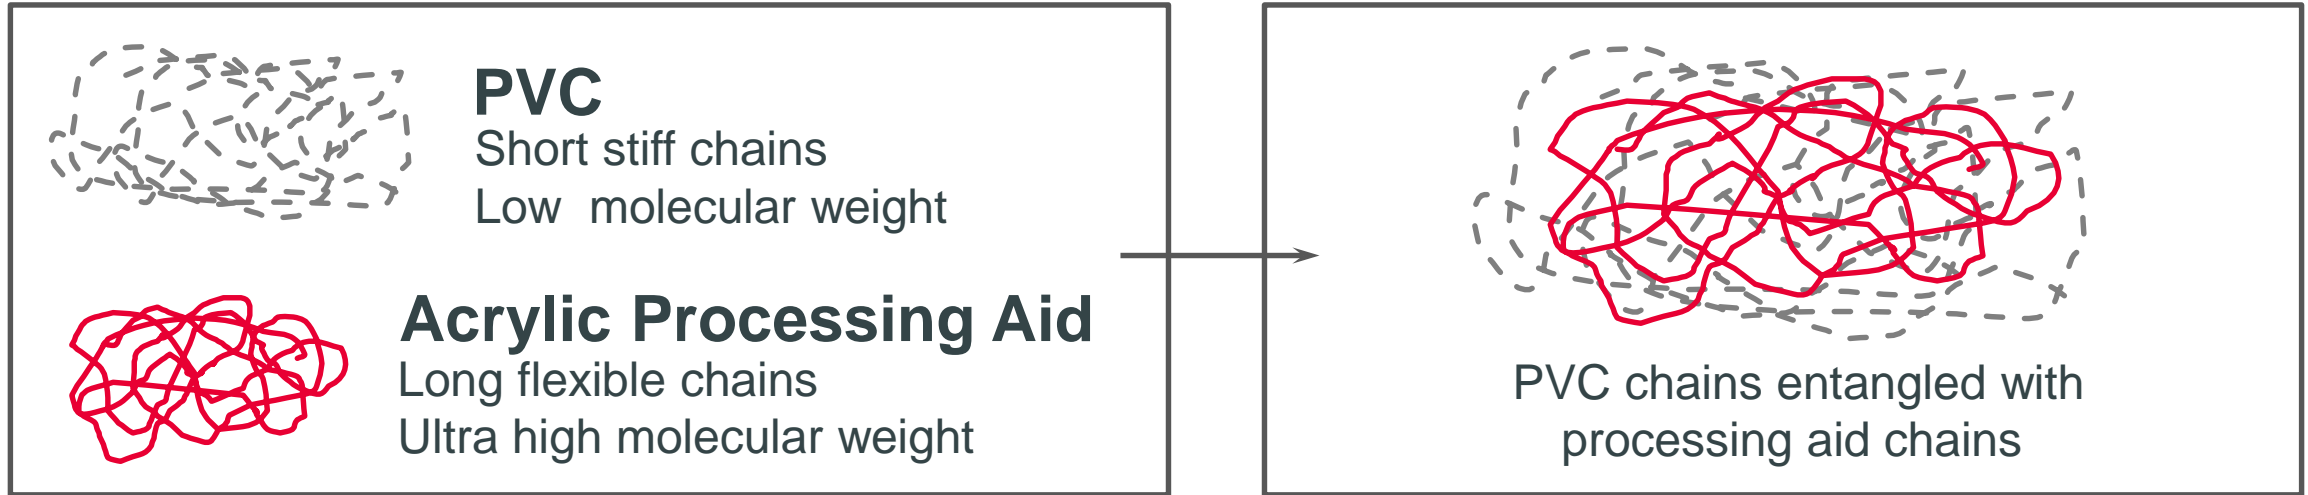 PVC
Short stiff chains
Low  molecular weight
Acrylic Processing Aid
Long flexible chains
Ultra high molecular weight
PVC chains entangled with
processing aid chains